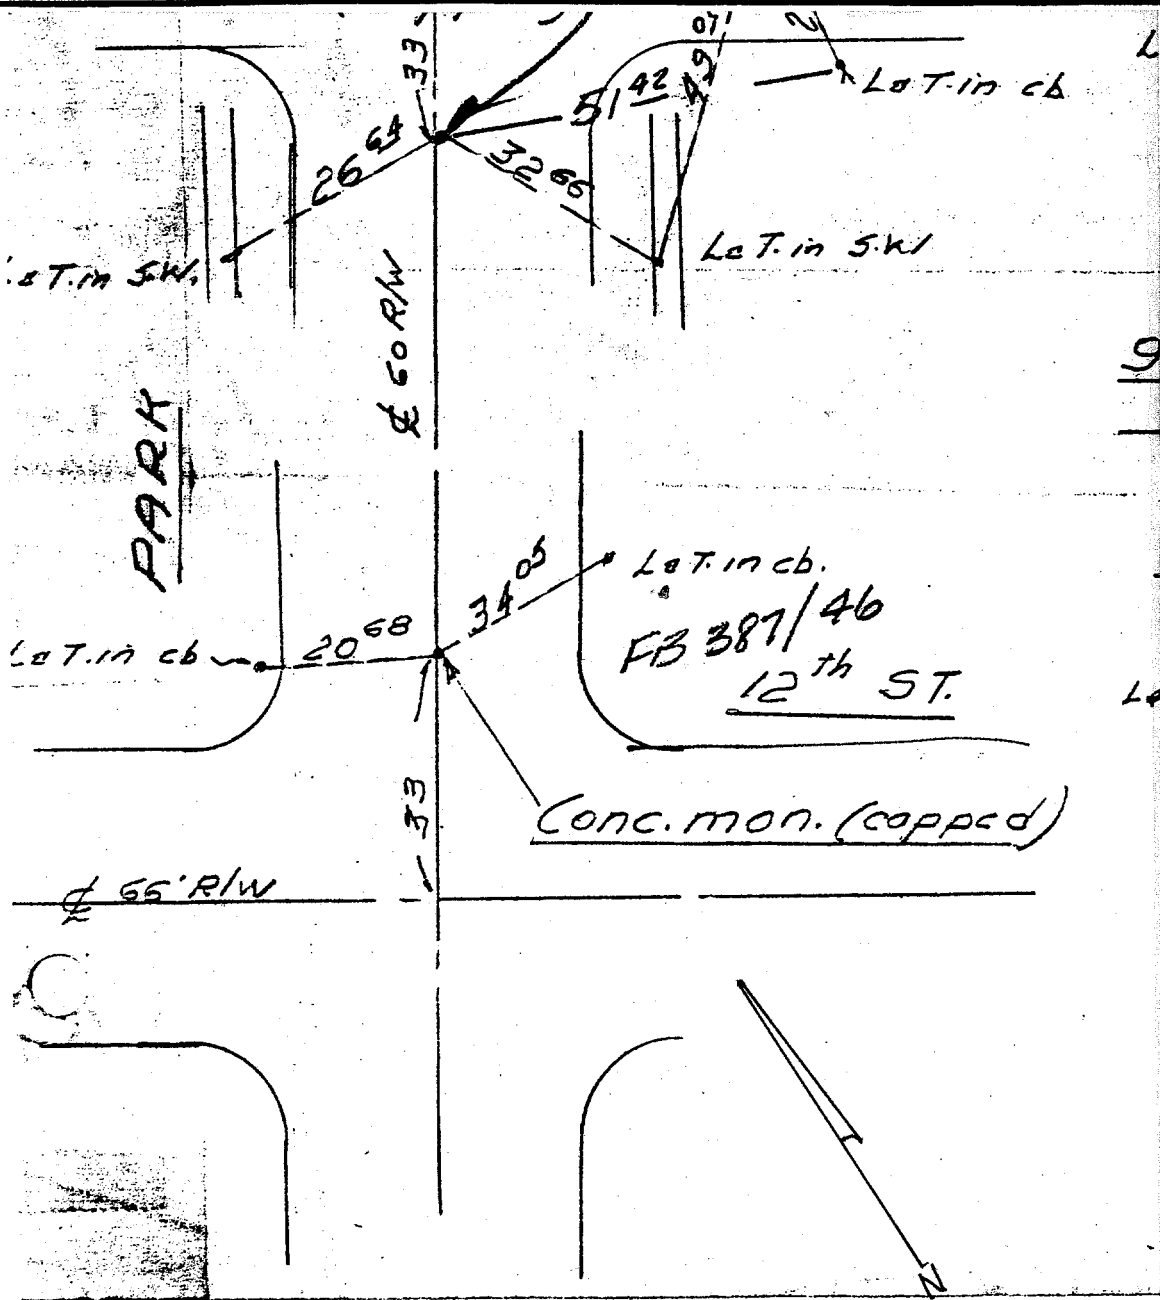 33
07
49
L&T. in cb
51 42
26 64
32 66
L&T. in S.W.
L&T. in S.W.
℄ 60 R/W
PARK
34 05
L&T. in cb.
FB 387/46
12th ST.
L&T. in cb
20 68
33
Conc. mon. (capped)
℄ 66' R/W
N